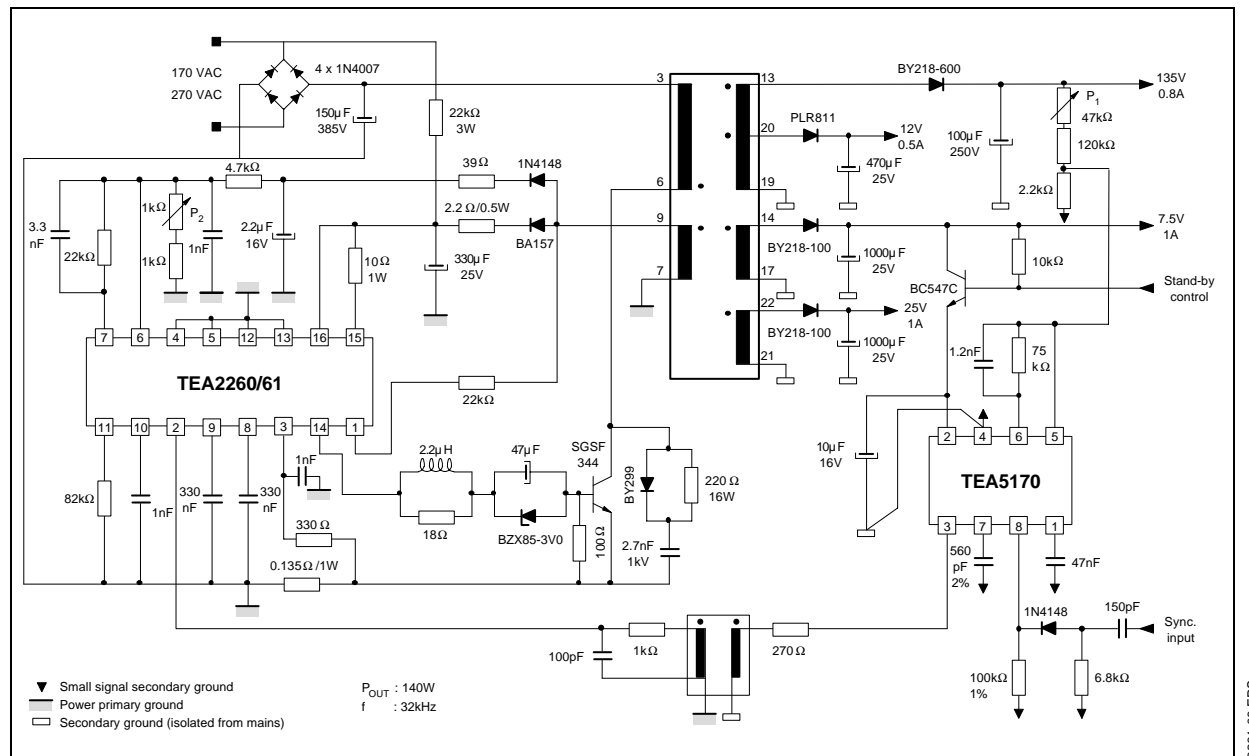 170 VAC
270 VAC
4 x 1N4007
150µF
385V
22kΩ
3W
3
6
9
7
13
20
19
14
17
22
21
BY218-600
PLR811
12V
0.5A
470µF
25V
100µF
250V
P1
47kΩ
120kΩ
2.2kΩ
135V
0.8A
4.7kΩ
39Ω
1N4148
2.2Ω/0.5W
BA157
3.3
nF
22kΩ
1kΩ
P2
1kΩ
1nF
2.2µF
16V
10Ω
1W
330µF
25V
BY218-100
1000µF
25V
7.5V
1A
10kΩ
BC547C
Stand-by
control
25V
1A
BY218-100
1000µF
25V
1.2nF
75
kΩ
7
6
4
5
12
13
16
15
TEA2260/61
11
10
2
9
8
3
14
1
22kΩ
2.2µH
47µF
SGSF
344
BY299
220Ω
16W
10µF
16V
2
4
6
5
TEA5170
3
7
8
1
82kΩ
1nF
330
nF
330
nF
1nF
330Ω
18Ω
BZX85-3V0
100Ω
2.7nF
1kV
0.135Ω/1W
560
pF
2%
47nF
1N4148
150pF
Sync.
input
100pF
1kΩ
270Ω
100kΩ
1%
6.8kΩ
Small signal secondary ground
Power primary ground
Secondary ground (isolated from mains)
POUT : 140W
f : 32kHz